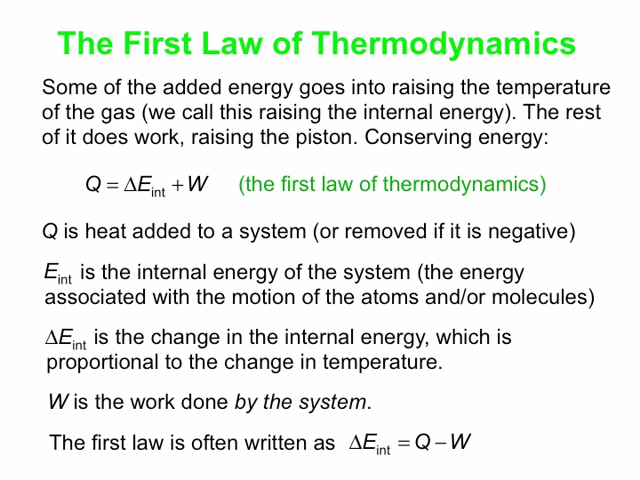 The First Law of Thermodynamics
Some of the added energy goes into raising the temperature
of the gas (we call this raising the internal energy). The rest
of it does work, raising the piston. Conserving energy:
Q = ΔEint + W (the first law of thermodynamics)
Q is heat added to a system (or removed if it is negative)
Eint is the internal energy of the system (the energy
associated with the motion of the atoms and/or molecules)
ΔEint is the change in the internal energy, which is
proportional to the change in temperature.
W is the work done by the system.
The first law is often written as ΔEint = Q – W